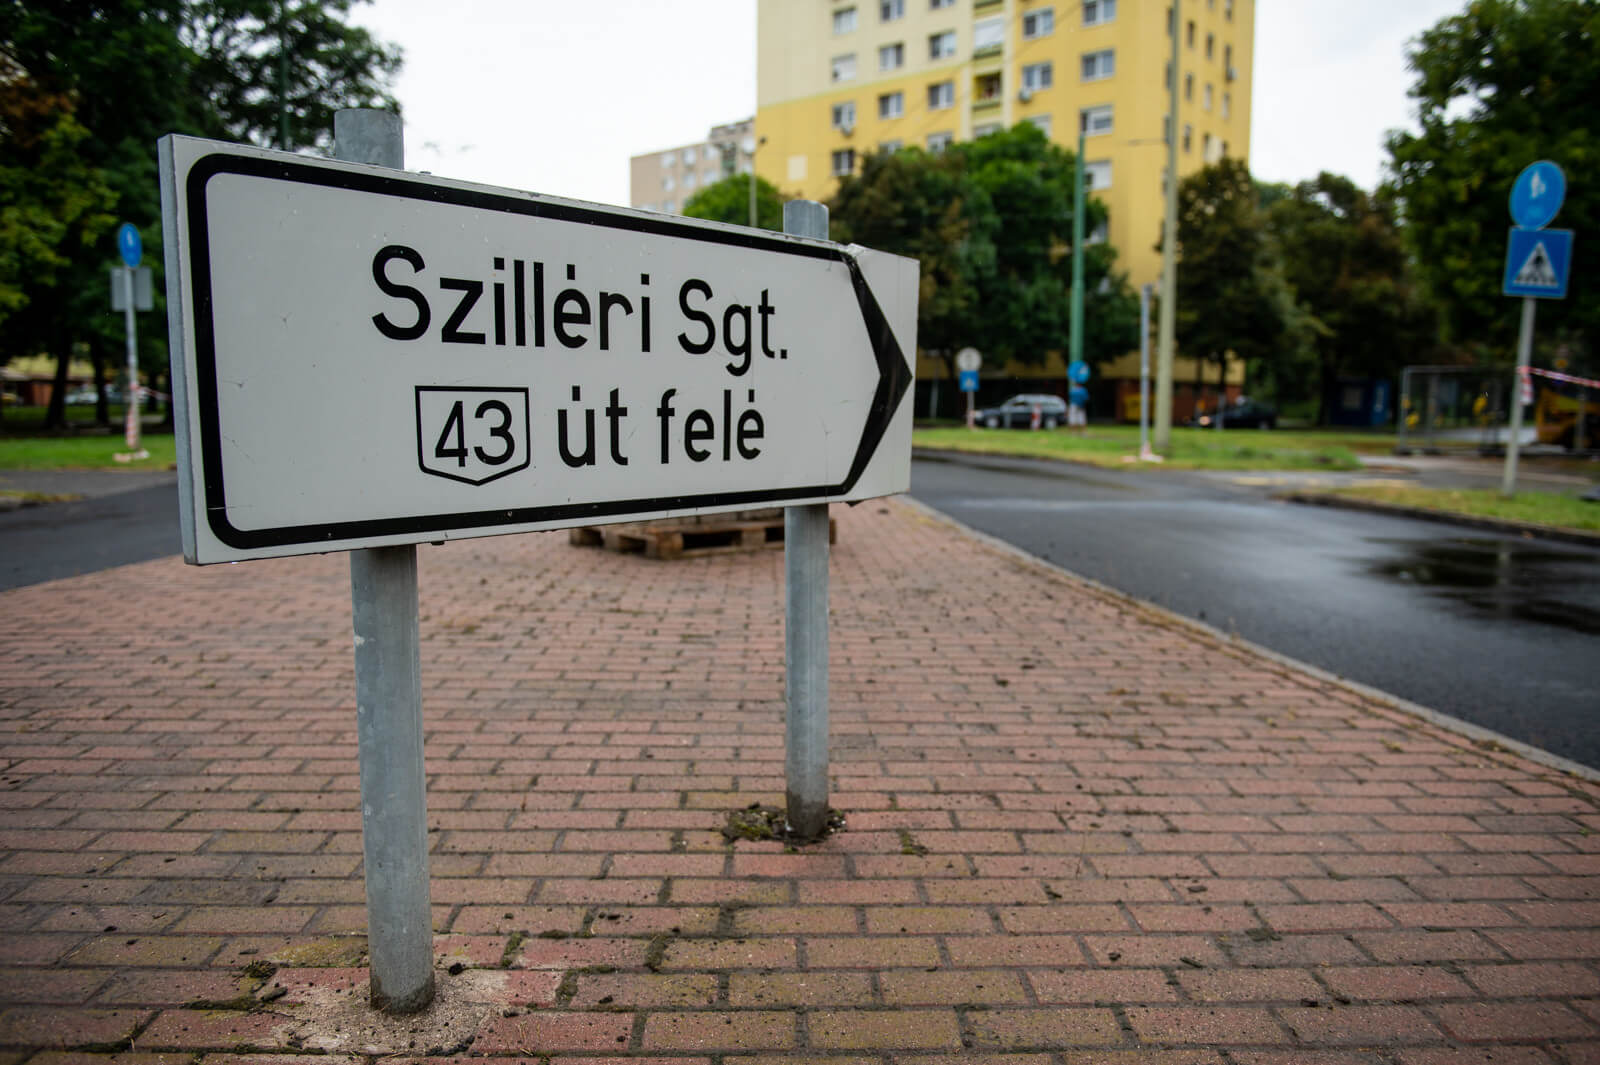 Szilléri Sgt.
43 út felé